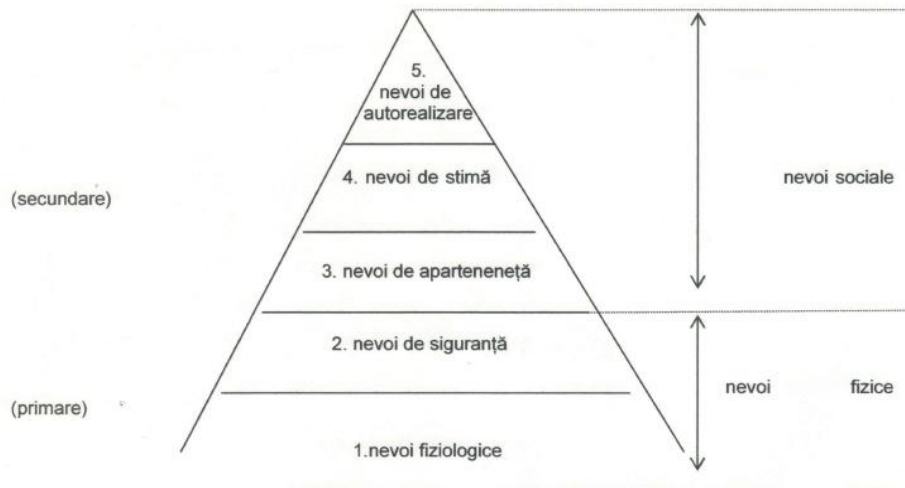 5.
nevoi de
autorealizare
4. nevoi de stimă
(secundare)
nevoi sociale
3. nevoi de aparteneneță
2. nevoi de siguranță
(primare)
nevoi fizice
1.nevoi fiziologice